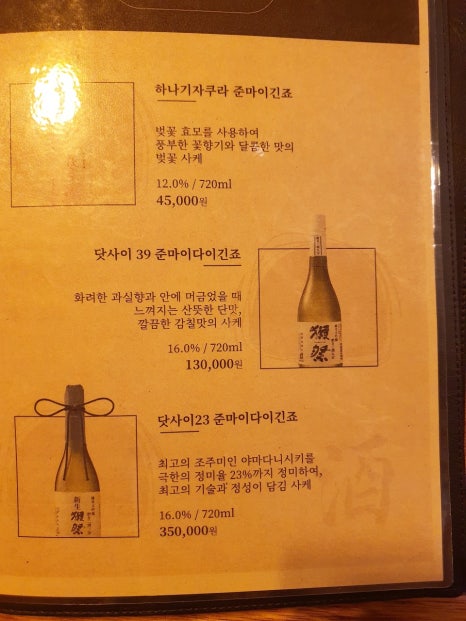 하나기자쿠라 준마이긴죠
벚꽃 효모를 사용하여
풍부한 꽃향기와 달콤한 맛의
벚꽃 사케
12.0% / 720ml
45,000원
닷사이 39 준마이다이긴죠
화려한 과실향과 안에 머금었을 때
느껴지는 산뜻한 단맛,
깔끔한 감칠맛의 사케
16.0% / 720ml
130,000원
獺祭
닷사이23 준마이다이긴죠
최고의 조주미인 야마다니시키를
극한의 정미율 23%까지 정미하여,
최고의 기술과 정성이 담김 사케
16.0% / 720ml
350,000원
獺祭
酒